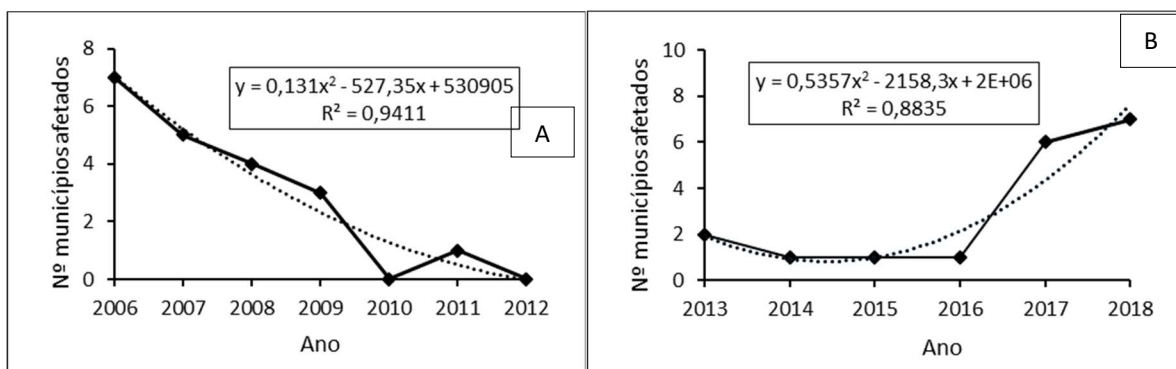 A
y = 0,131x² - 527,35x + 530905
R² = 0,9411
Nº municípios afetados
8
6
4
2
0
2006 2007 2008 2009 2010 2011 2012
Ano
B
y = 0,5357x² - 2158,3x + 2E+06
R² = 0,8835
Nº municípios afetados
10
8
6
4
2
0
2013 2014 2015 2016 2017 2018
Ano